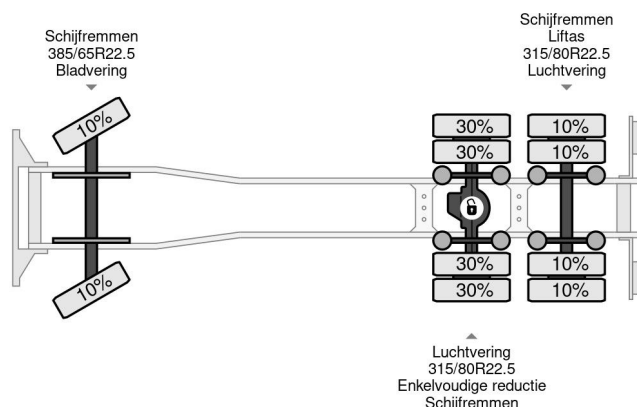 Schijfremmen
385/65R22.5
Bladvering
Schijfremmen
Liftas
315/80R22.5
Luchtvering
10%
30%
10%
30%
10%
10%
30%
10%
30%
10%
Luchtvering
315/80R22.5
Enkelvoudige reductie
Schijfremmen